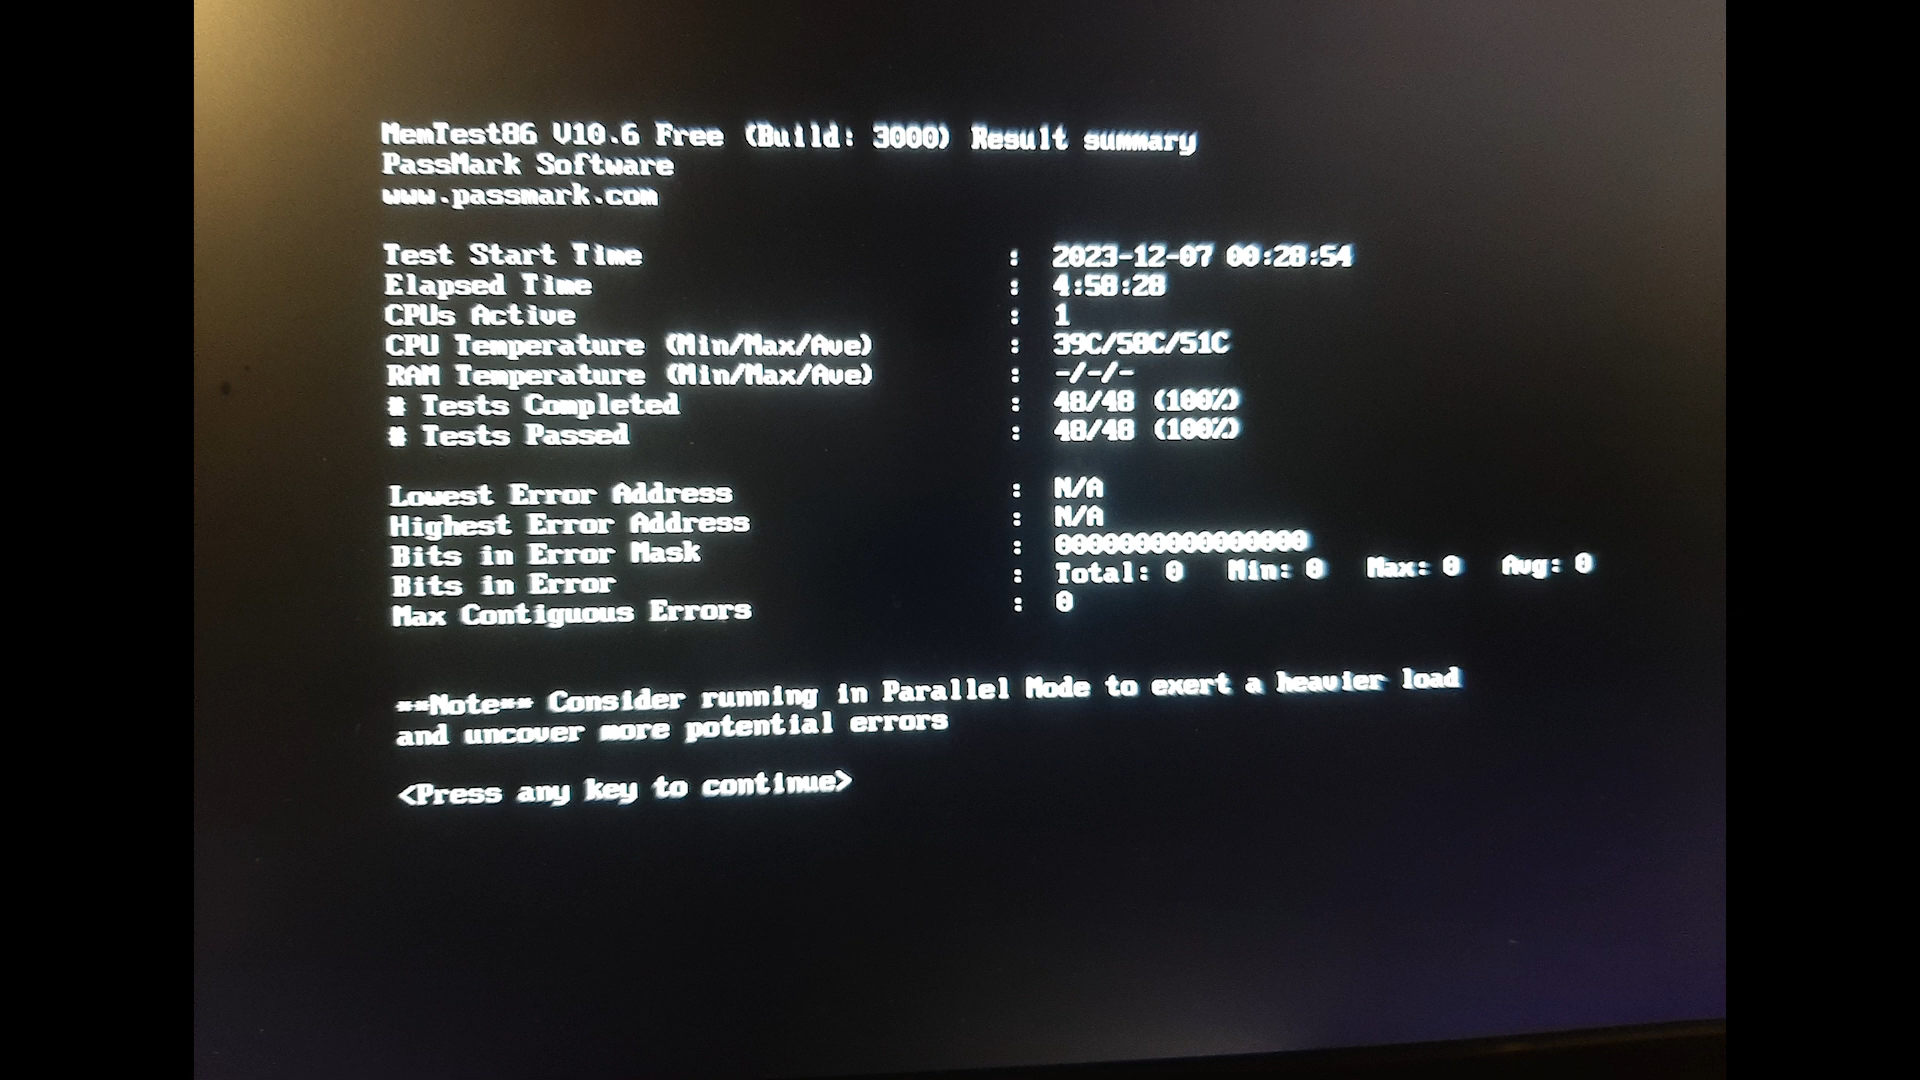 MemTest86 V10.6 Free (Build: 3000) Result summary
PassMark Software
www.passmark.com
Test Start Time : 2023-12-07 00:28:54
Elapsed Time : 4:58:28
CPUs Active : 1
CPU Temperature (Min/Max/Ave) : 39C/58C/51C
RAM Temperature (Min/Max/Ave) : -/-/-
# Tests Completed : 48/48 (100%)
# Tests Passed : 48/48 (100%)
Lowest Error Address : N/A
Highest Error Address : N/A
Bits in Error Mask : 0000000000000000
Bits in Error : Total: 0 Min: 0 Max: 0 Avg: 0
Max Contiguous Errors : 0
**Note** Consider running in Parallel Mode to exert a heavier load
and uncover more potential errors
<Press any key to continue>